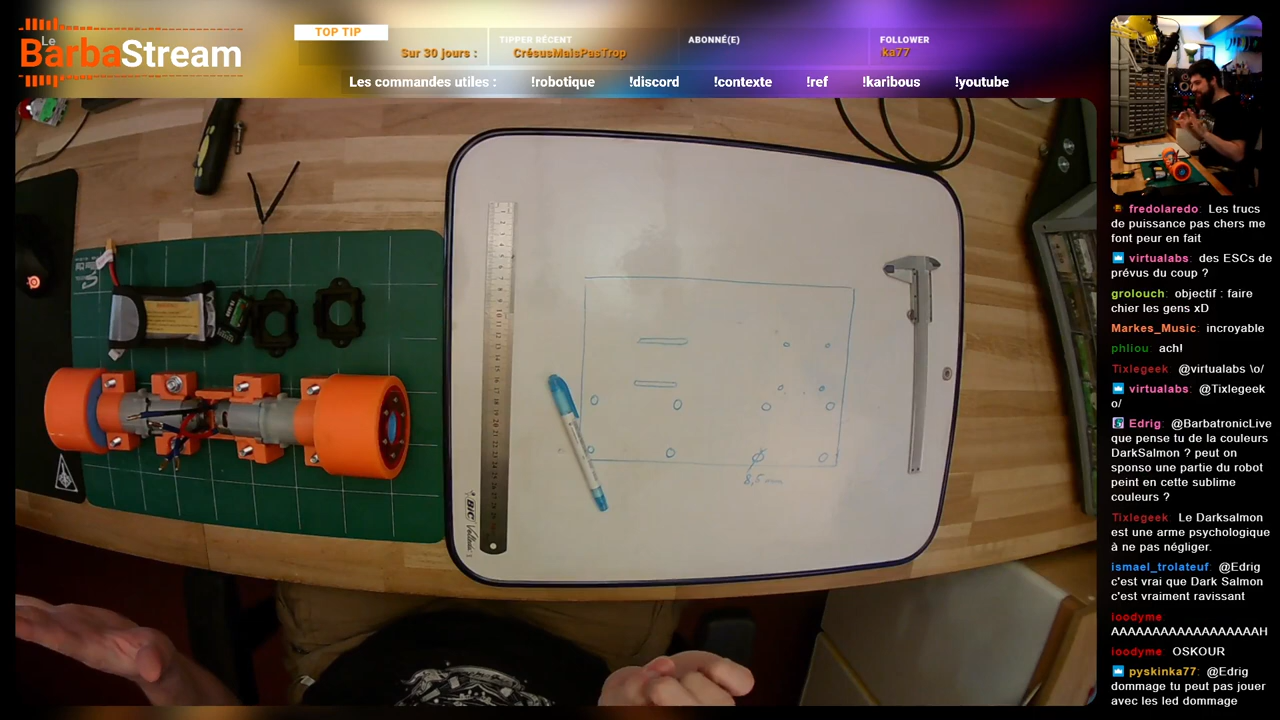 Le
BarbaStream
TOP TIP
Sur 30 jours :
TIPPER RÉCENT
CrésusMaisPasTrop
ABONNÉ(E)
FOLLOWER
ka77
Les commandes utiles :
!robotique
!discord
!contexte
!ref
!karibous
!youtube
fredolaredo: Les trucs
de puissance pas chers me
font peur en fait
virtualabs: des ESCs de
prévus du coup ?
grolouch: objectif : faire
chier les gens xD
Markes_Music: incroyable
phliou: ach!
Tixlegeek: @virtualabs \o/
virtualabs: @Tixlegeek
o/
Edrig: @BarbatronicLive
que pense tu de la couleurs
DarkSalmon ? peut on
sponso une partie du robot
peint en cette sublime
couleurs ?
Tixlegeek: Le Darksalmon
est une arme psychologique
à ne pas négliger.
ismael_trolateuf: @Edrig
c'est vrai que Dark Salmon
c'est vraiment ravissant
ioodyme:
AAAAAAAAAAAAAAAAAH
ioodyme: OSKOUR
pyskinka77: @Edrig
dommage tu peut pas jouer
avec les led dommage
8,5 mm
BIC Velleda